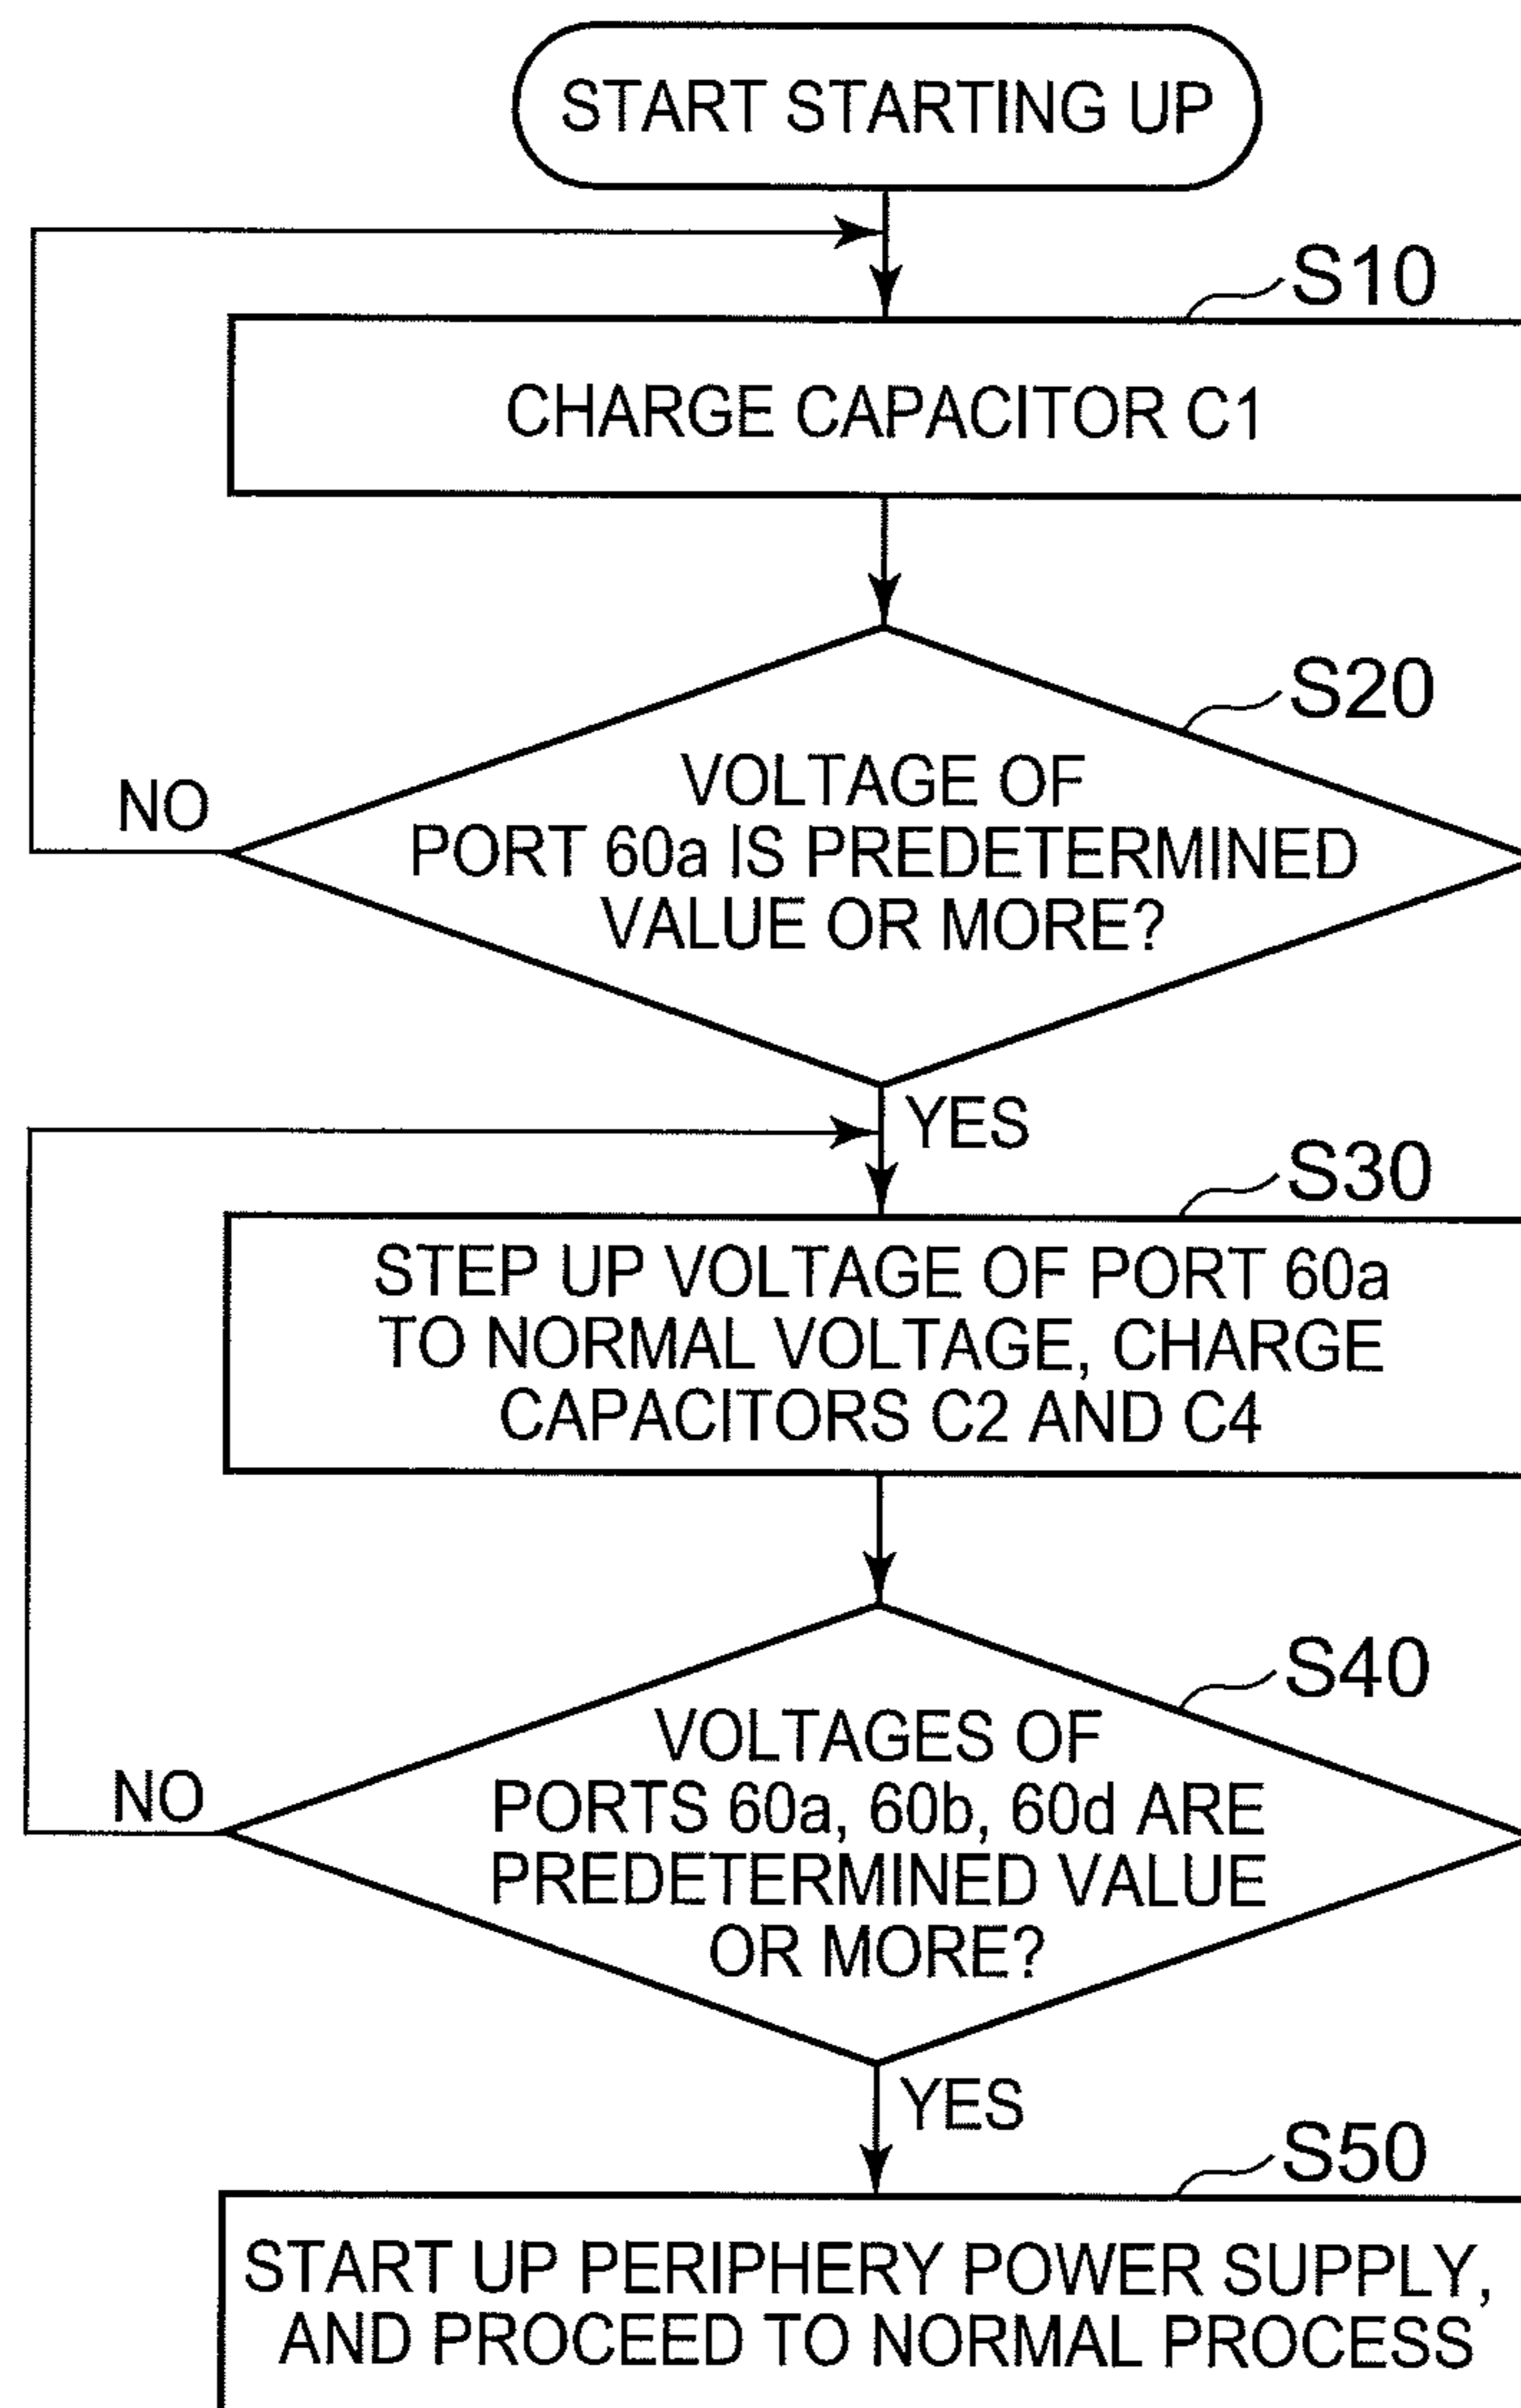 START STARTING UP
S10
CHARGE CAPACITOR C1
S20
VOLTAGE OF
PORT 60a IS PREDETERMINED
VALUE OR MORE?
NO
YES
S30
STEP UP VOLTAGE OF PORT 60a
TO NORMAL VOLTAGE, CHARGE
CAPACITORS C2 AND C4
S40
VOLTAGES OF
PORTS 60a, 60b, 60d ARE
PREDETERMINED VALUE
OR MORE?
NO
YES
S50
START UP PERIPHERY POWER SUPPLY,
AND PROCEED TO NORMAL PROCESS